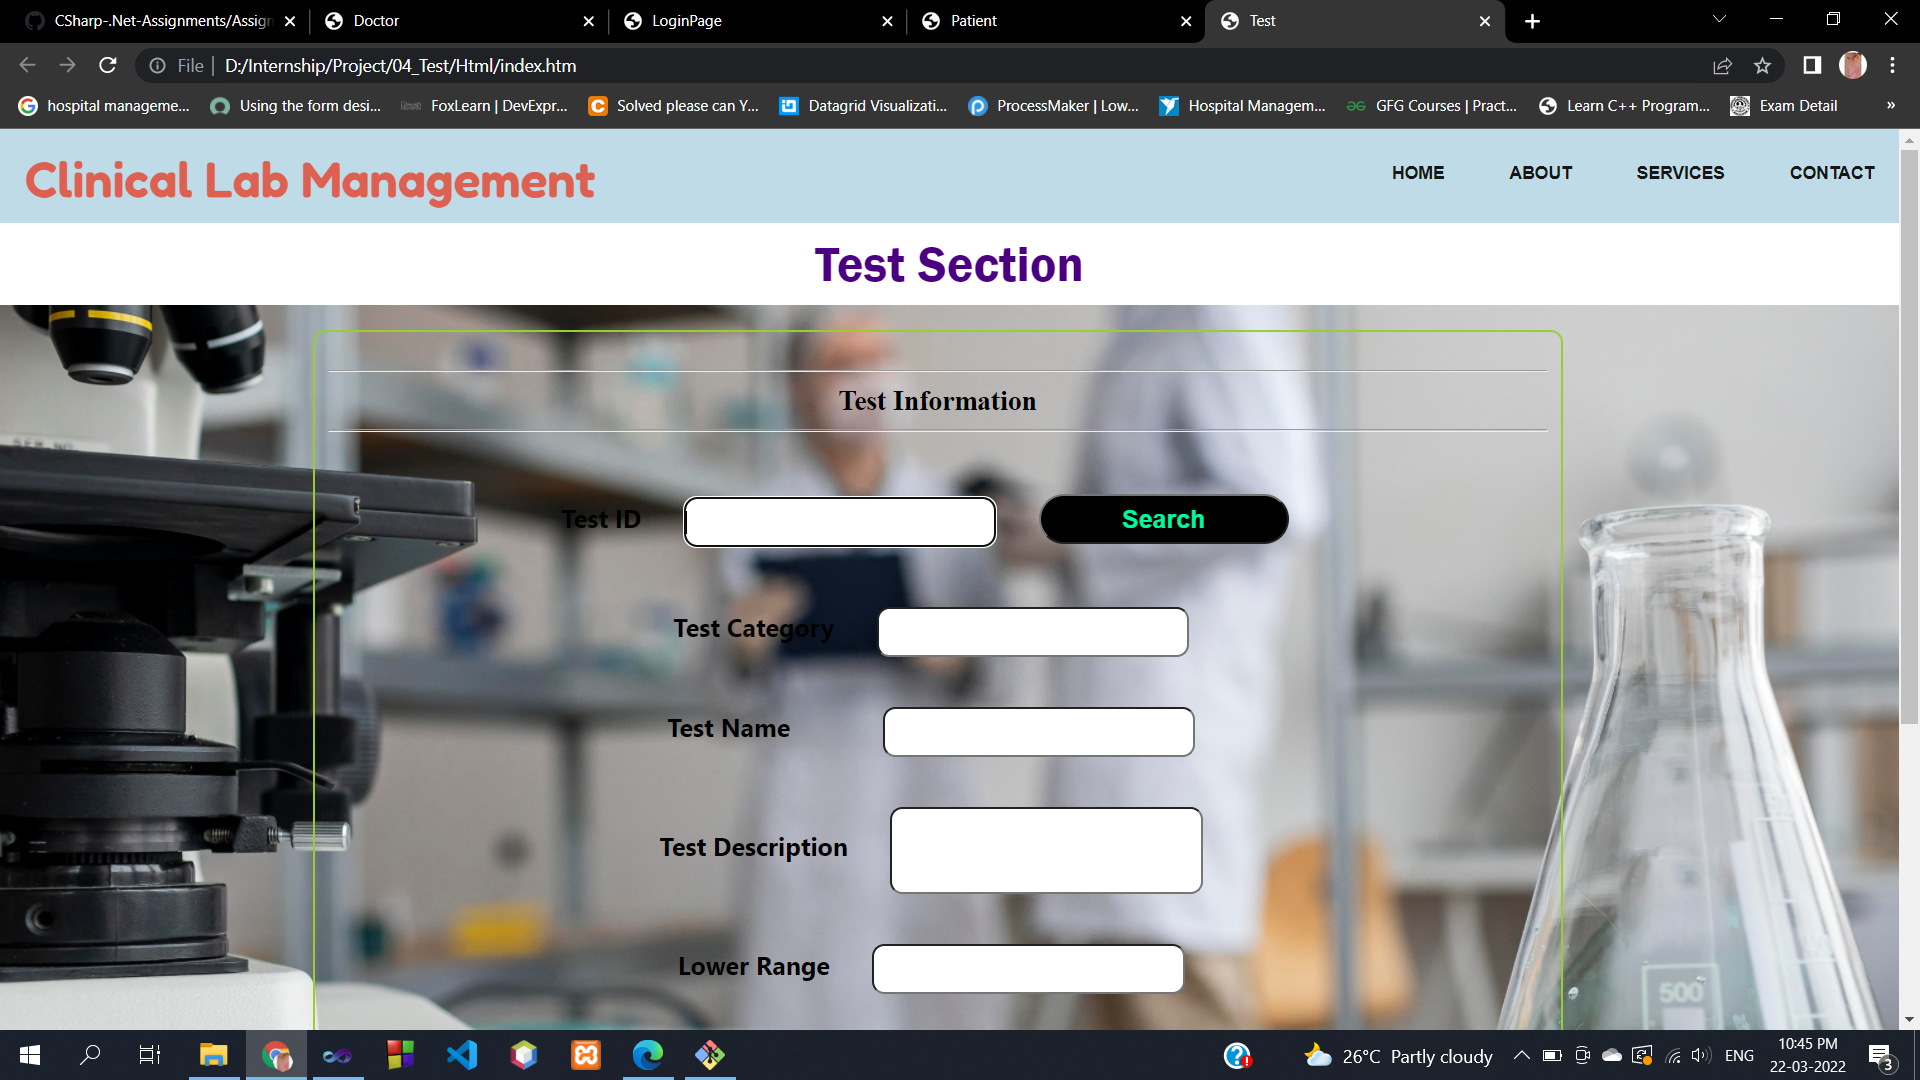 CSharp-.Net-Assignments/Assign
Doctor
LoginPage
Patient
Test
File
D:/Internship/Project/04_Test/Html/index.htm
hospital manageme...
Using the form desi...
FoxLearn | DevExpr...
Solved please can Y...
Datagrid Visualizati...
ProcessMaker | Low...
Hospital Managem...
GFG Courses | Pract...
Learn C++ Program...
Exam Detail
»
Clinical Lab Management
HOME
ABOUT
SERVICES
CONTACT
Test Section
Test Information
Test ID
Search
Test Category
Test Name
Test Description
Lower Range
500
26°C Partly cloudy
ENG
10:45 PM
22-03-2022
3